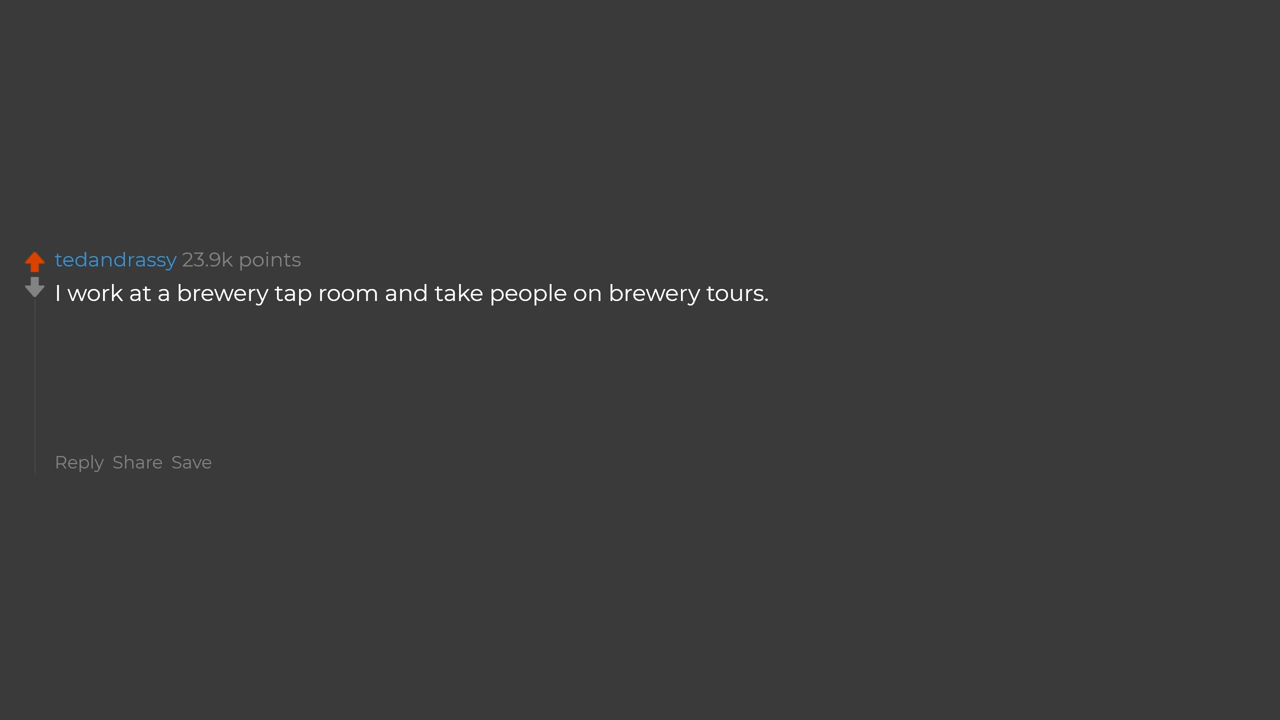 tedandrassy 23.9k points
I work at a brewery tap room and take people on brewery tours.
Reply Share Save